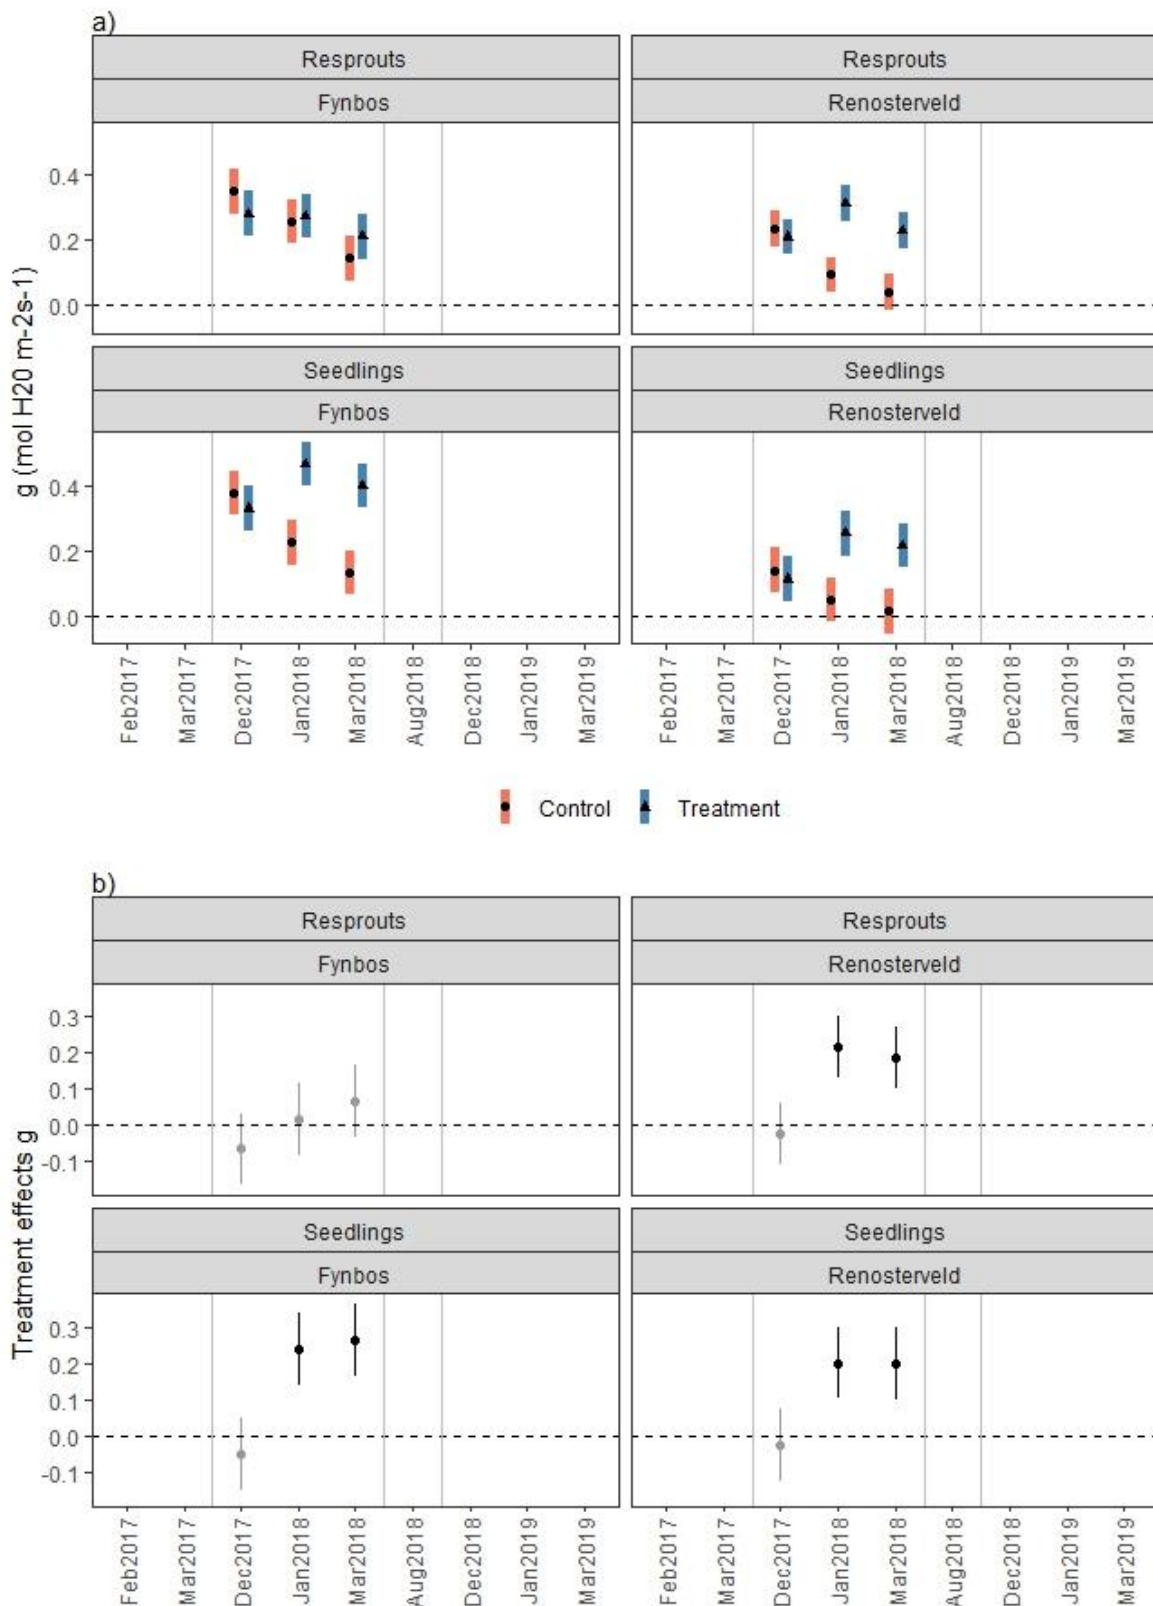 a)
Resprouts
Resprouts
Fynbos
Renosterveld
0.4
0.2
0.0
Seedlings
Seedlings
Fynbos
Renosterveld
0.4
0.2
0.0
g (mol H20 m-2s-1)
Feb2017
Mar2017
Dec2017
Jan2018
Mar2018
Aug2018
Dec2018
Jan2019
Mar2019
Feb2017
Mar2017
Dec2017
Jan2018
Mar2018
Aug2018
Dec2018
Jan2019
Mar2019
Control
Treatment
b)
Resprouts
Resprouts
Fynbos
Renosterveld
0.3
0.2
0.1
0.0
-0.1
Seedlings
Seedlings
Fynbos
Renosterveld
0.3
0.2
0.1
0.0
-0.1
Treatment effects g
Feb2017
Mar2017
Dec2017
Jan2018
Mar2018
Aug2018
Dec2018
Jan2019
Mar2019
Feb2017
Mar2017
Dec2017
Jan2018
Mar2018
Aug2018
Dec2018
Jan2019
Mar2019